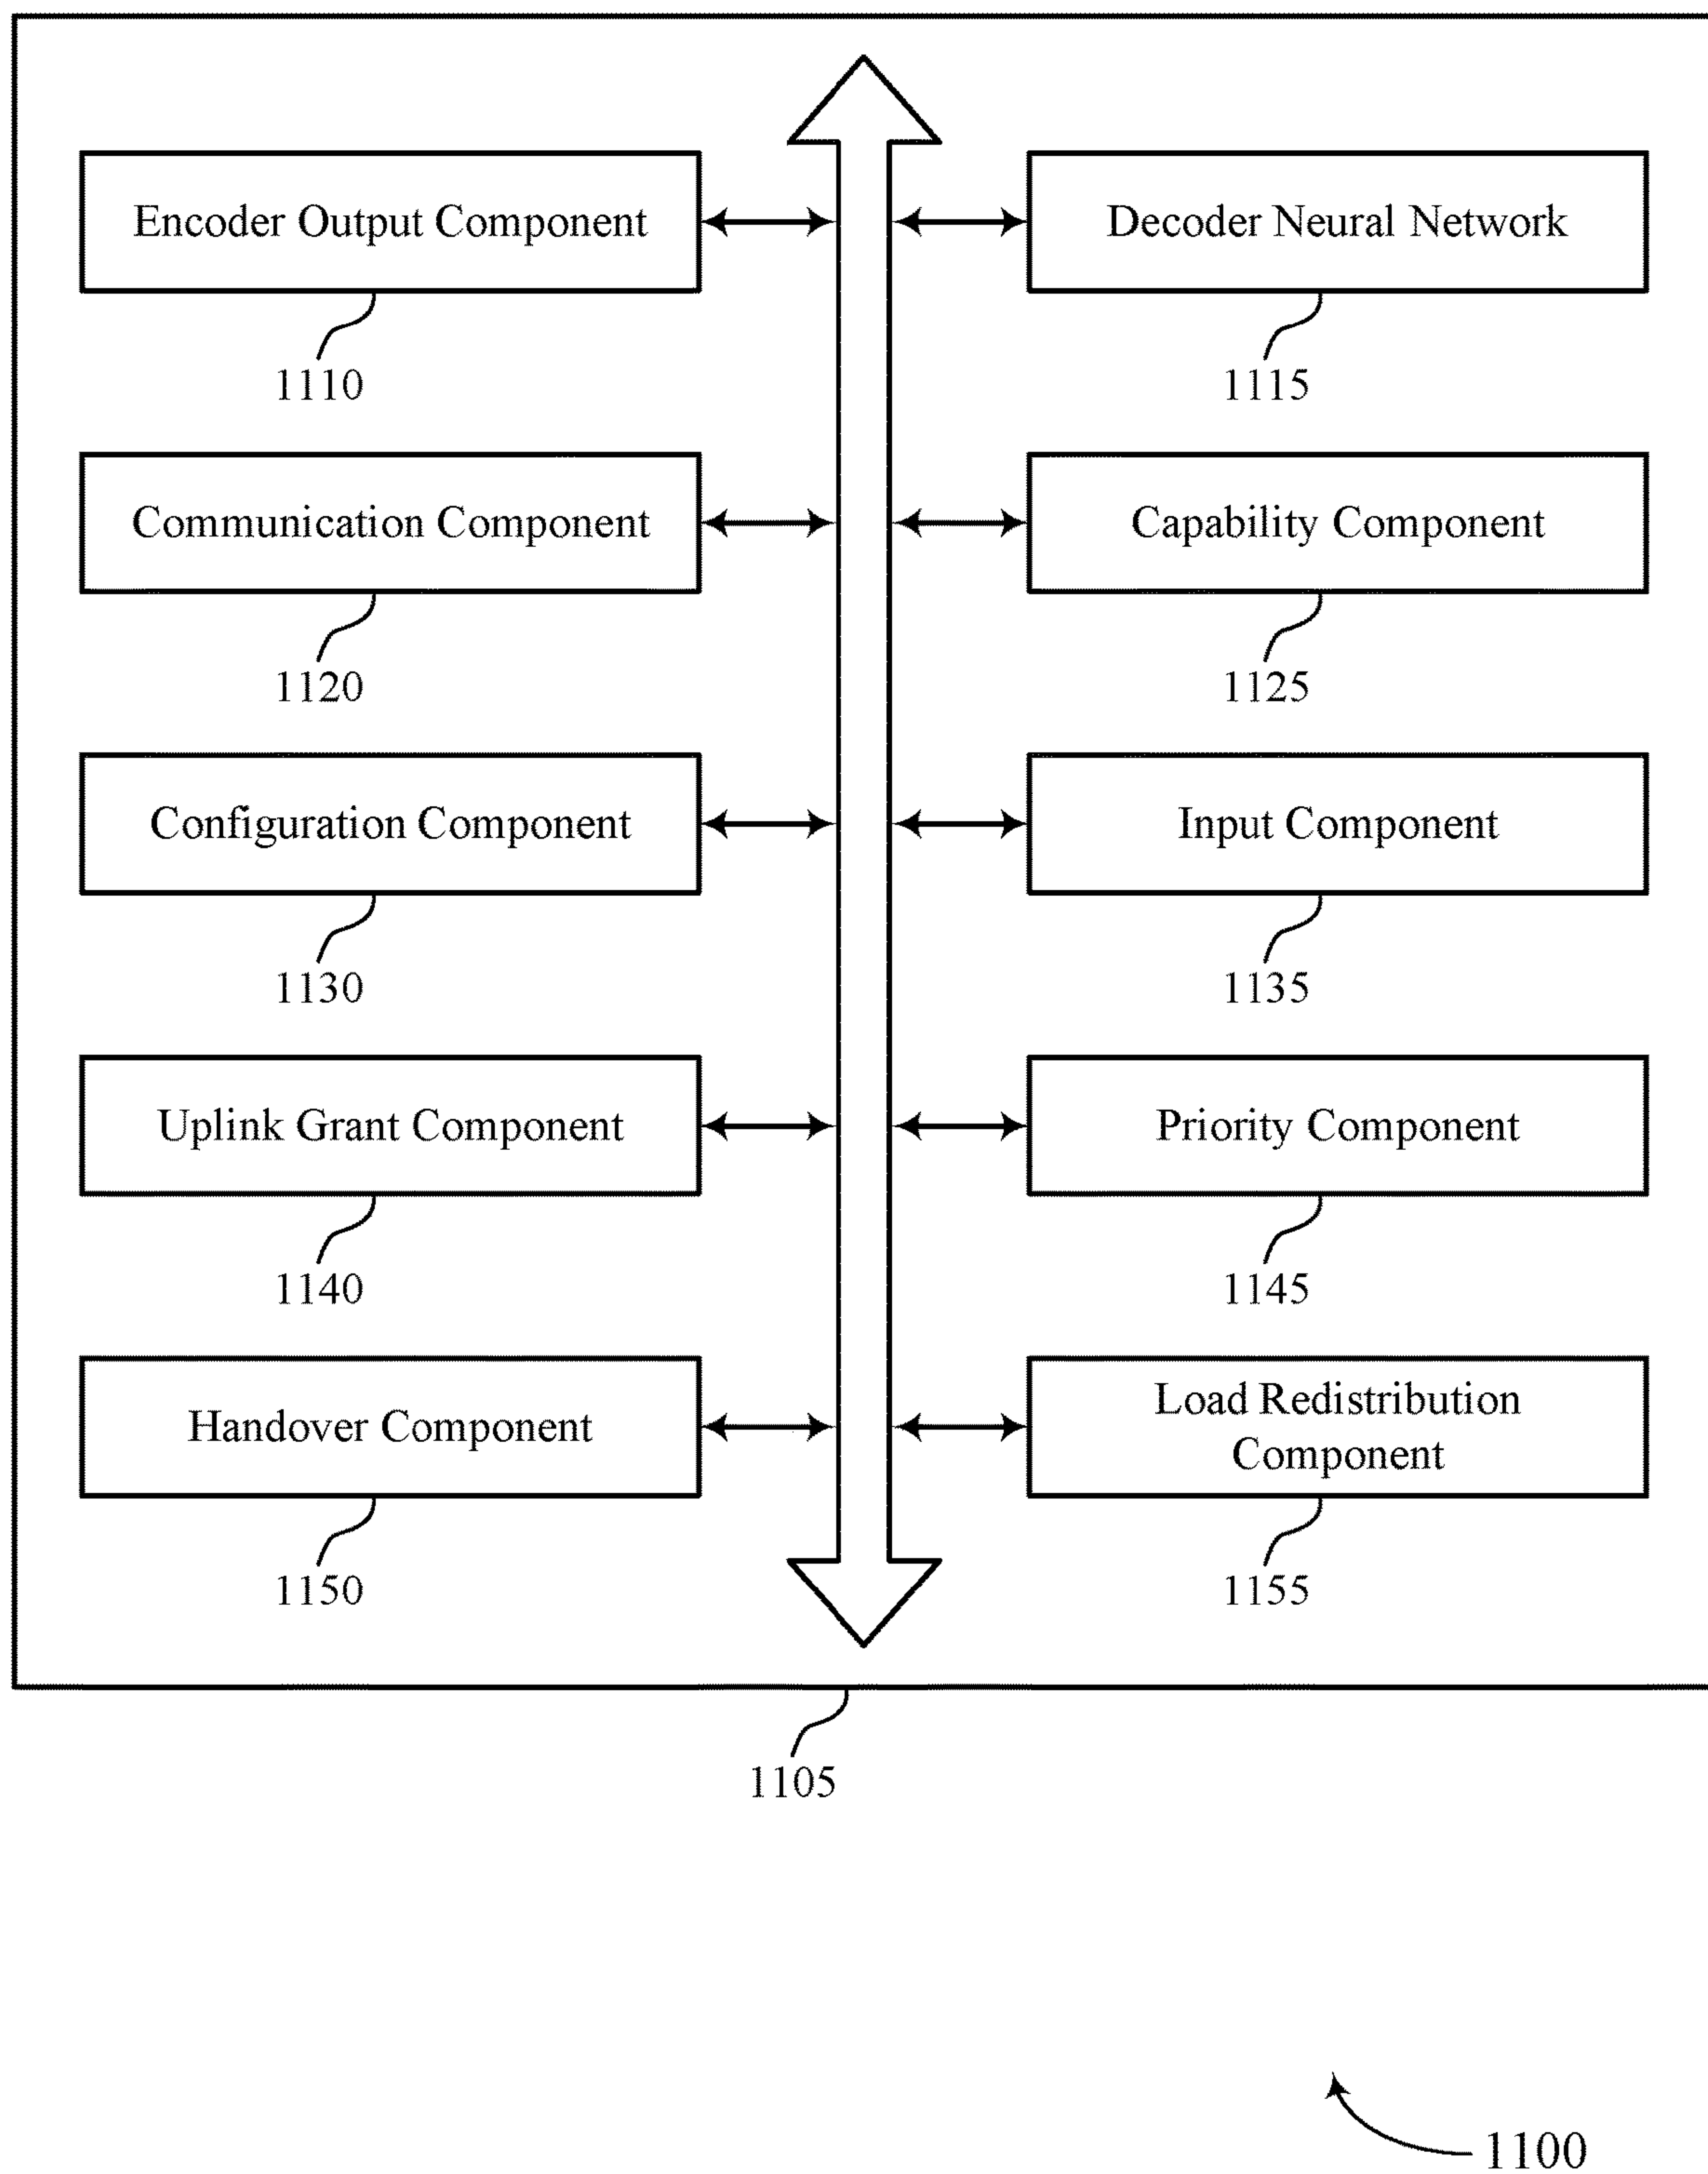 Encoder Output Component
Decoder Neural Network
1110
1115
Communication Component
Capability Component
1120
1125
Configuration Component
Input Component
1130
1135
Uplink Grant Component
Priority Component
1140
1145
Handover Component
Load Redistribution
Component
1150
1155
1105
1100